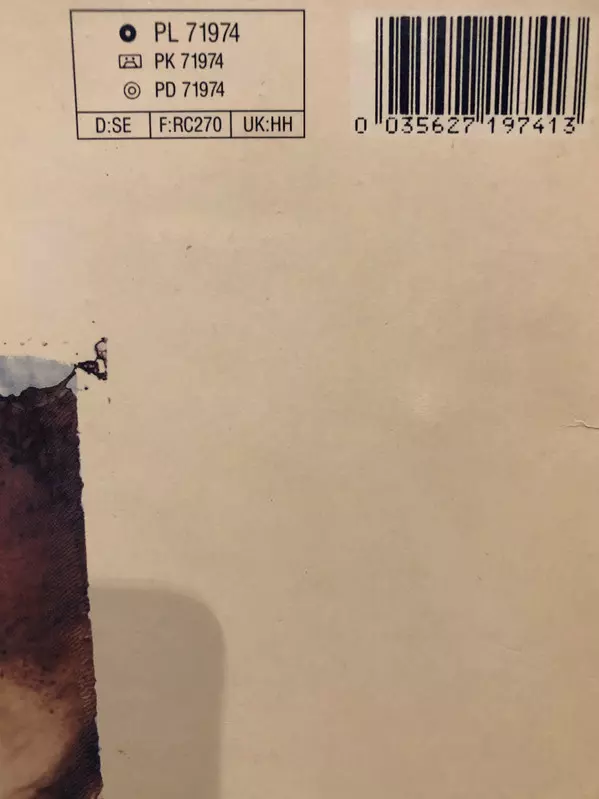 PL 71974
PK 71974
PD 71974
D:SE F:RC270 UK:HH
0 035627 197413